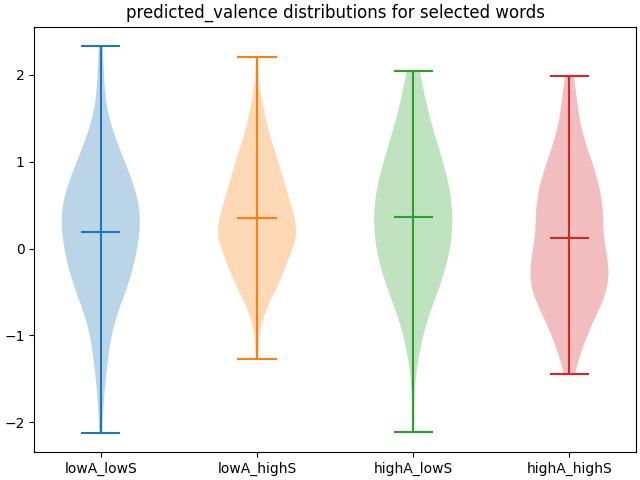 predicted_valence distributions for selected words
2
1
0
−1
−2
lowA_lowS lowA_highS highA_lowS highA_highS